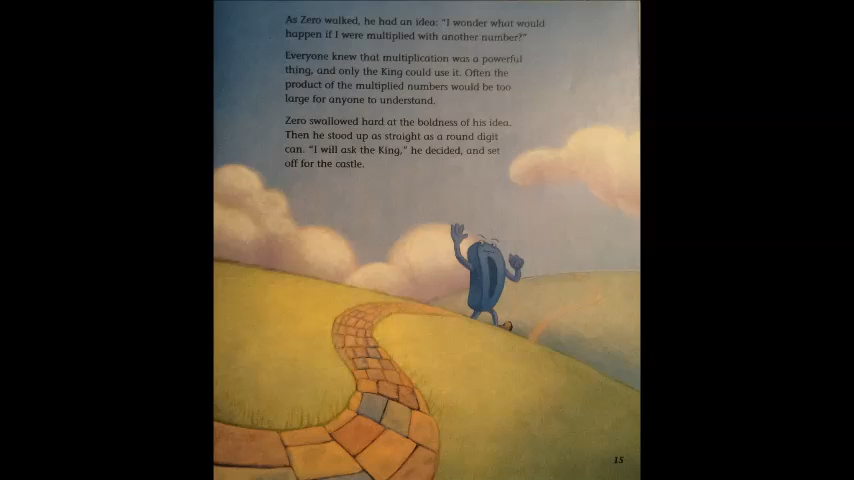 As Zero walked, he had an idea: "I wonder what would
happen if I were multiplied with another number?"
Everyone knew that multiplication was a powerful
thing, and only the King could use it. Often the
product of the multiplied numbers would be too
large for anyone to understand.
Zero swallowed hard at the boldness of his idea.
Then he stood up as straight as a round digit
can. "I will ask the King," he decided, and set
off for the castle.
15